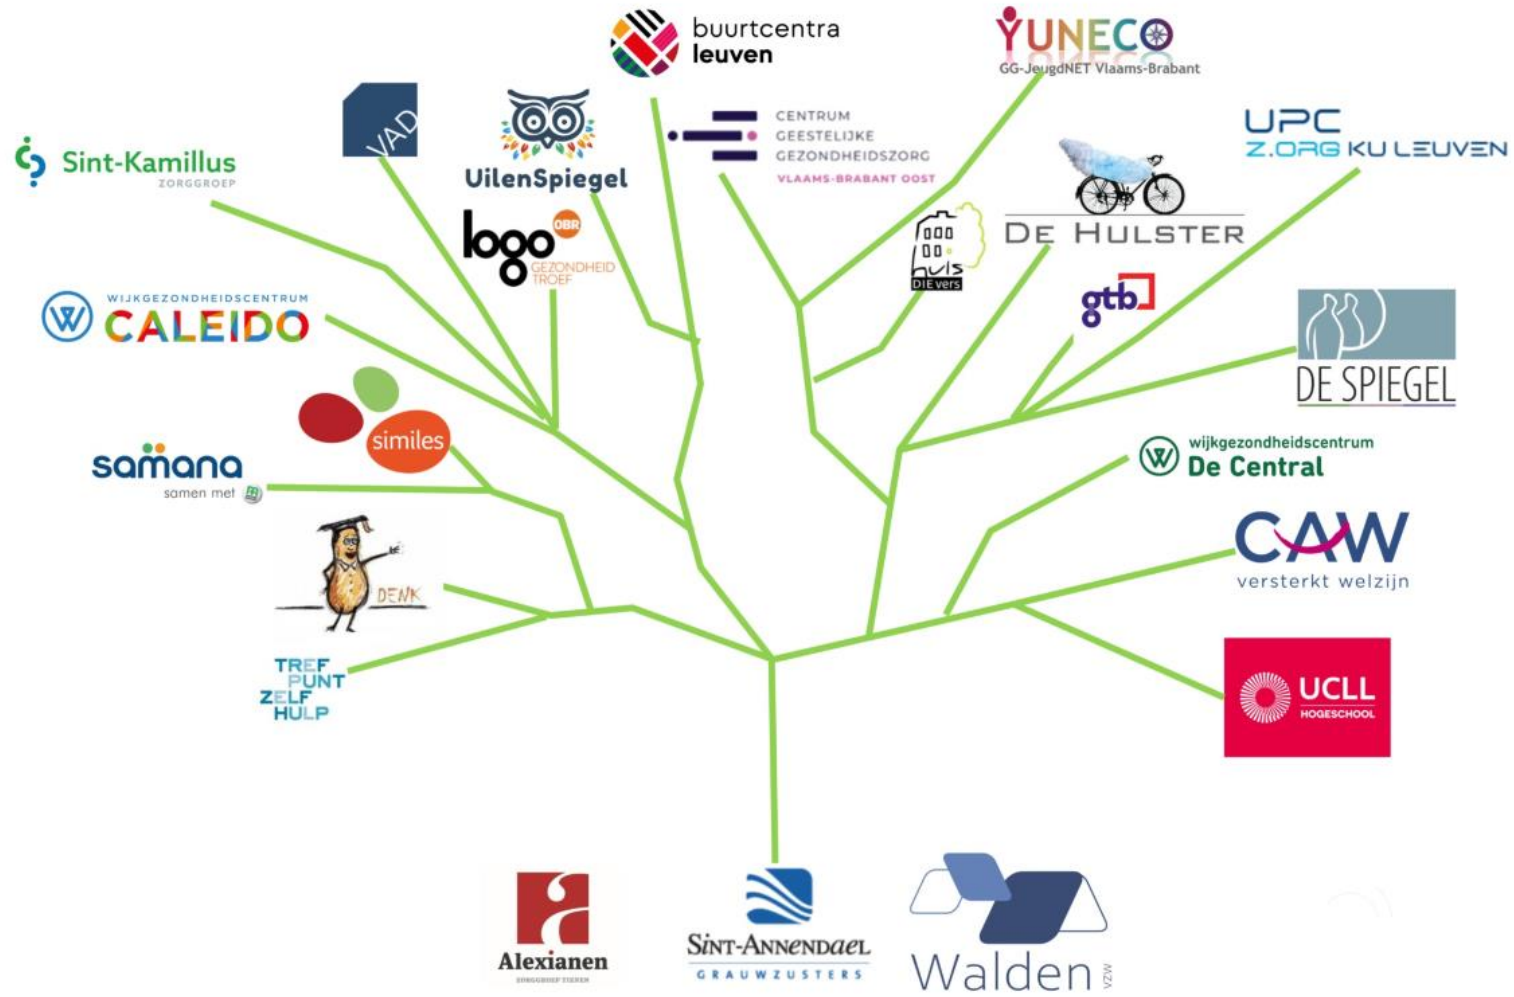 buurtcentra
leuven
YUNECO
GG-JeugdNET Vlaams-Brabant
VAD
UilenSpiegel
CENTRUM
GEESTELIJKE
GEZONDHEIDSZORG
VLAAMS-BRABANT OOST
UPC
Z.ORG KU LEUVEN
Sint-Kamillus
ZORGGROEP
logo
OBR
GEZONDHEID
TROEF
huis
DIEvers
DE HULSTER
gtb
WIJKGEZONDHEIDSCENTRUM
CALEIDO
DE SPIEGEL
similes
samana
samen met
wijkgezondheidscentrum
De Central
DENK
CAW
versterkt welzijn
TREF
PUNT
ZELF
HULP
UCLL
HOGESCHOOL
Alexianen
ZORGGROEP TIENEN
SINT-ANNENDAEL
GRAUWZUSTERS
Walden
VZW